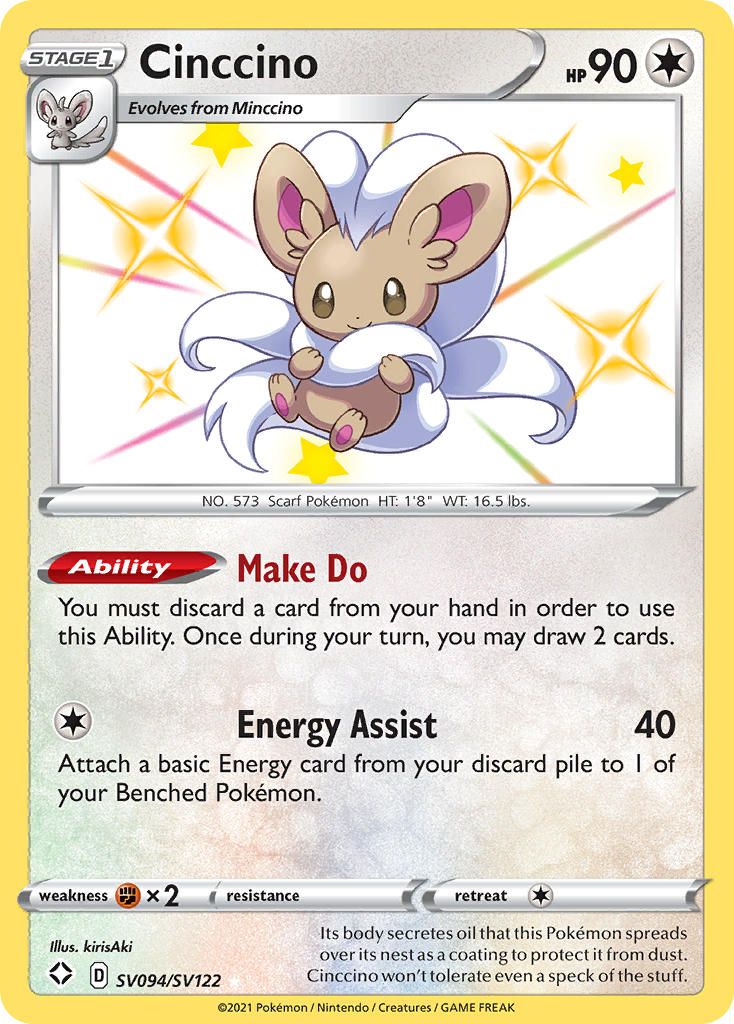 STAGE1
Cinccino
HP90
Evolves from Minccino
NO. 573 Scarf Pokémon HT: 1'8" WT: 16.5 lbs.
Ability Make Do
You must discard a card from your hand in order to use
this Ability. Once during your turn, you may draw 2 cards.
Energy Assist 40
Attach a basic Energy card from your discard pile to 1 of
your Benched Pokémon.
weakness ×2 resistance retreat
Illus. kirisAki
D SV094/SV122
Its body secretes oil that this Pokémon spreads
over its nest as a coating to protect it from dust.
Cinccino won't tolerate even a speck of the stuff.
©2021 Pokémon / Nintendo / Creatures / GAME FREAK